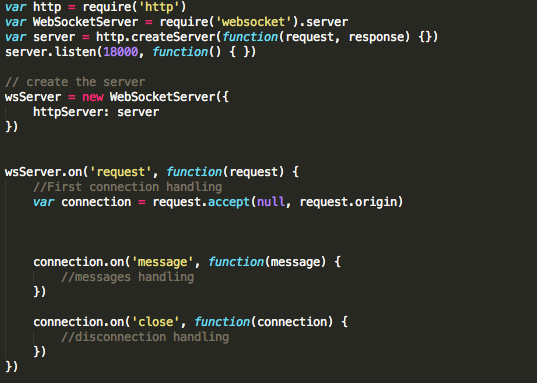 var http = require('http')
var WebSocketServer = require('websocket').server
var server = http.createServer(function(request, response) {})
server.listen(18000, function() { })
// create the server
wsServer = new WebSocketServer({
    httpServer: server
})
wsServer.on('request', function(request) {
    //First connection handling
    var connection = request.accept(null, request.origin)
    connection.on('message', function(message) {
        //messages handling
    })
    connection.on('close', function(connection) {
        //disconnection handling
    })
})